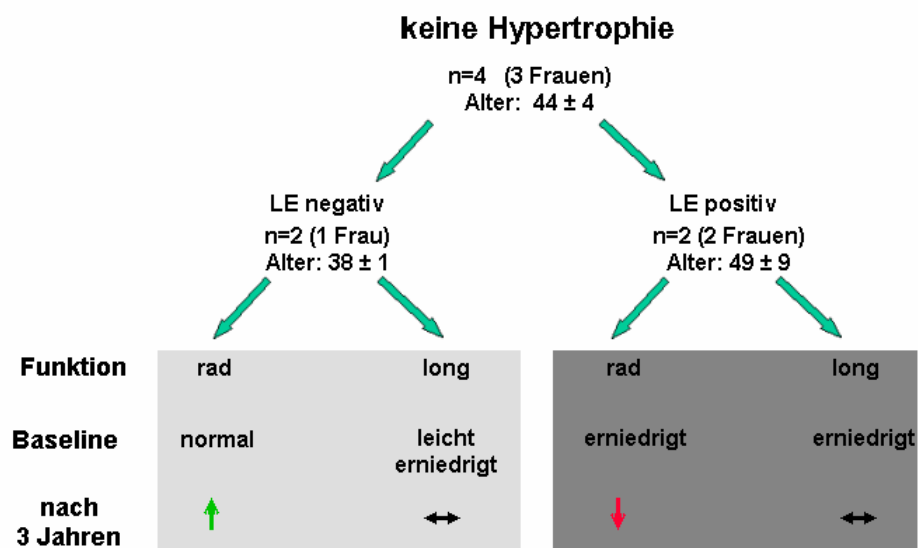 keine Hypertrophie
n=4 (3 Frauen)
Alter: 44 ± 4
LE negativ
n=2 (1 Frau)
Alter: 38 ± 1
LE positiv
n=2 (2 Frauen)
Alter: 49 ± 9
Funktion rad long rad long
Baseline normal leicht erniedrigt erniedrigt erniedrigt
nach
3 Jahren